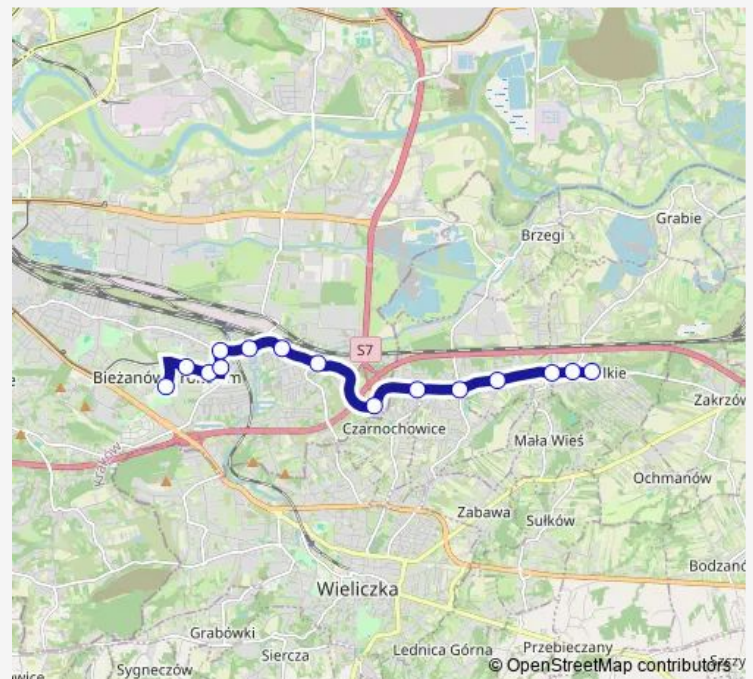 Grabie
Brzegi
S7
Bieżanów
lkie
Zakrzów
Czarnochowice
Mała Wieś
Kraków
Ochmanów
Zabawa
Sułków
Bodzanó
Wieliczka
Grabówki
Siercza
Lednica Górna
Przebieczany
Sygneczów
© OpenStreetMap contributors